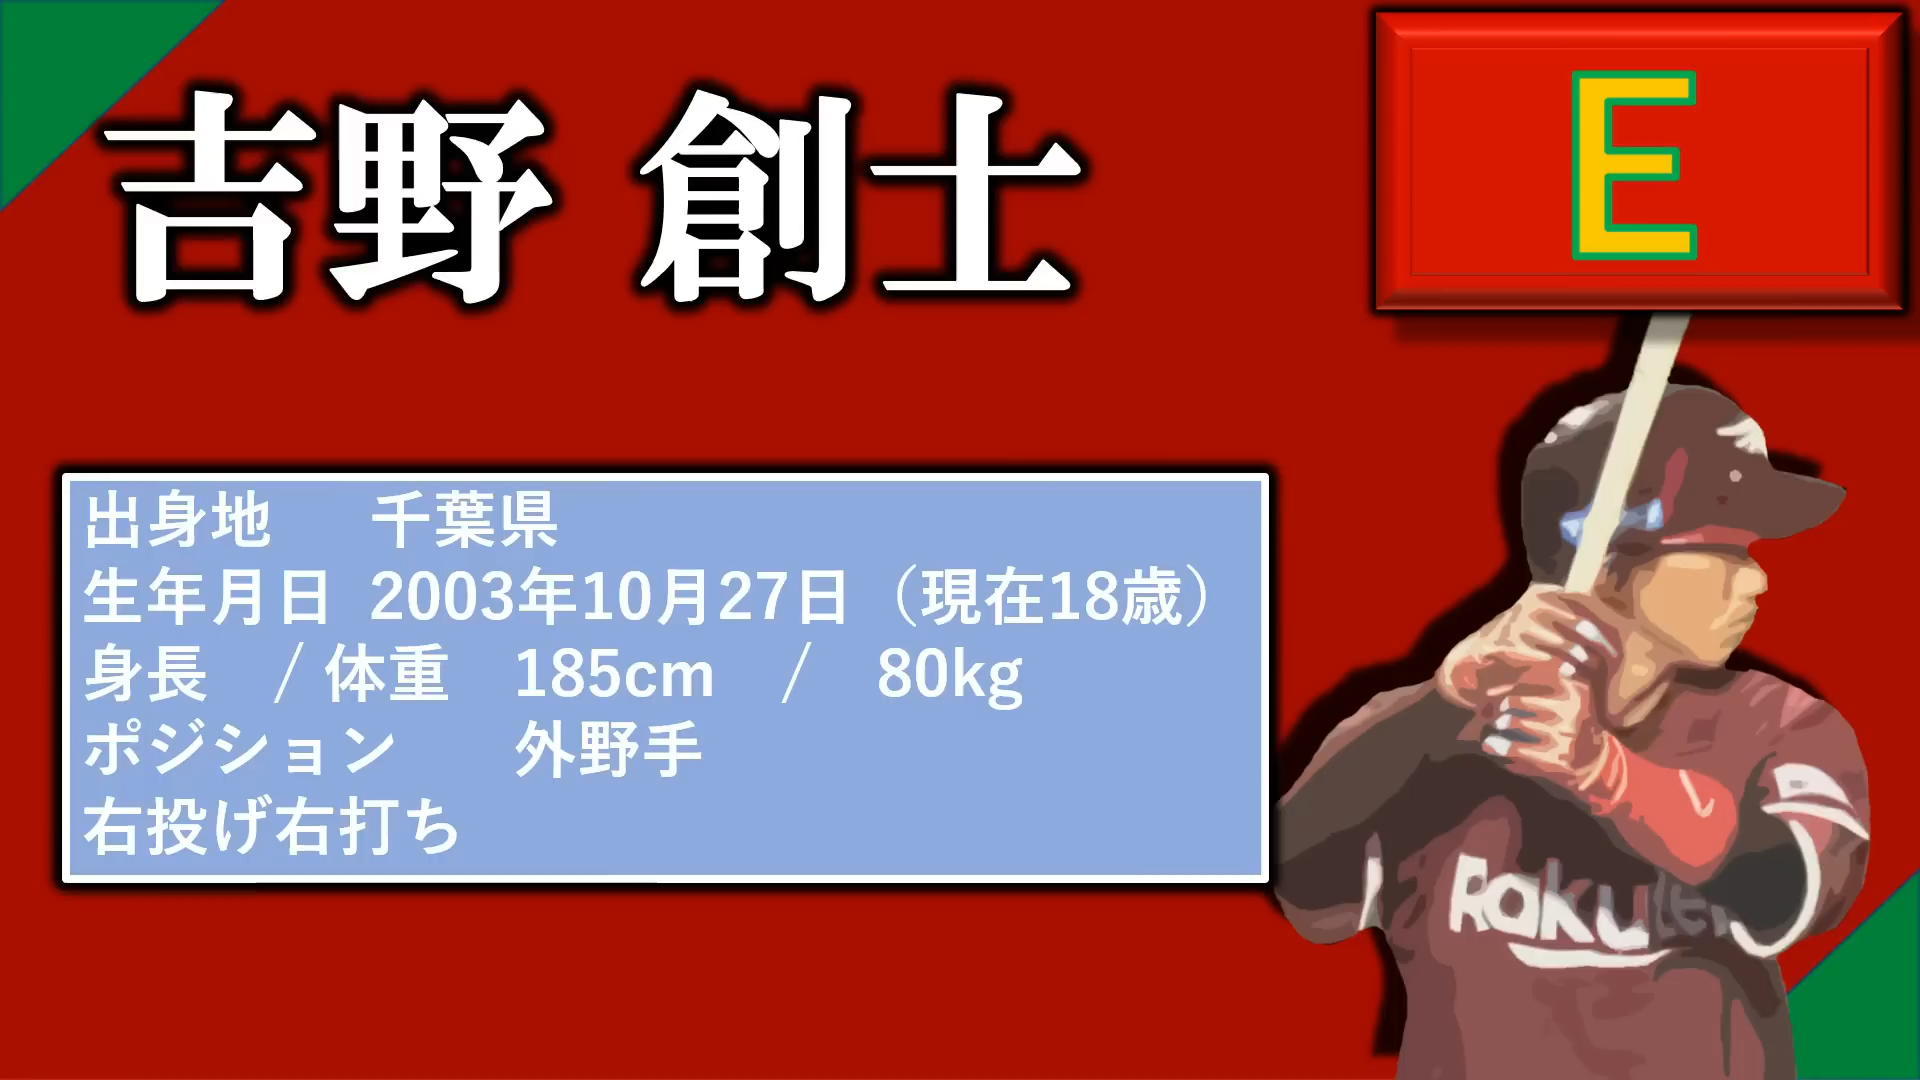 吉野 創士
E
出身地　千葉県
生年月日 2003年10月27日（現在18歳）
身長　/ 体重　185cm　/　80kg
ポジション　　外野手
右投げ右打ち
Rakuten